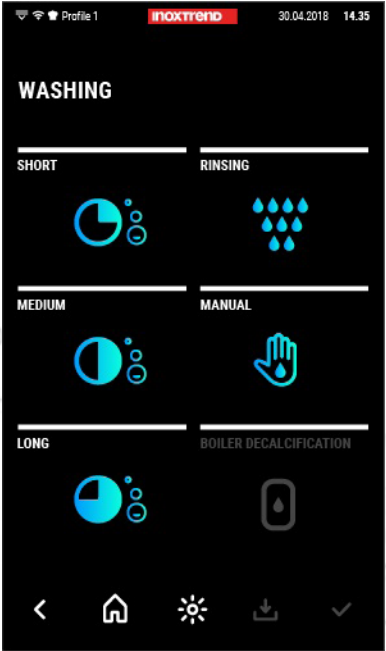 Profile 1 INOXTREND 30.04.2018 14.35
WASHING
SHORT RINSING
MEDIUM MANUAL
LONG BOILER DECALCIFICATION